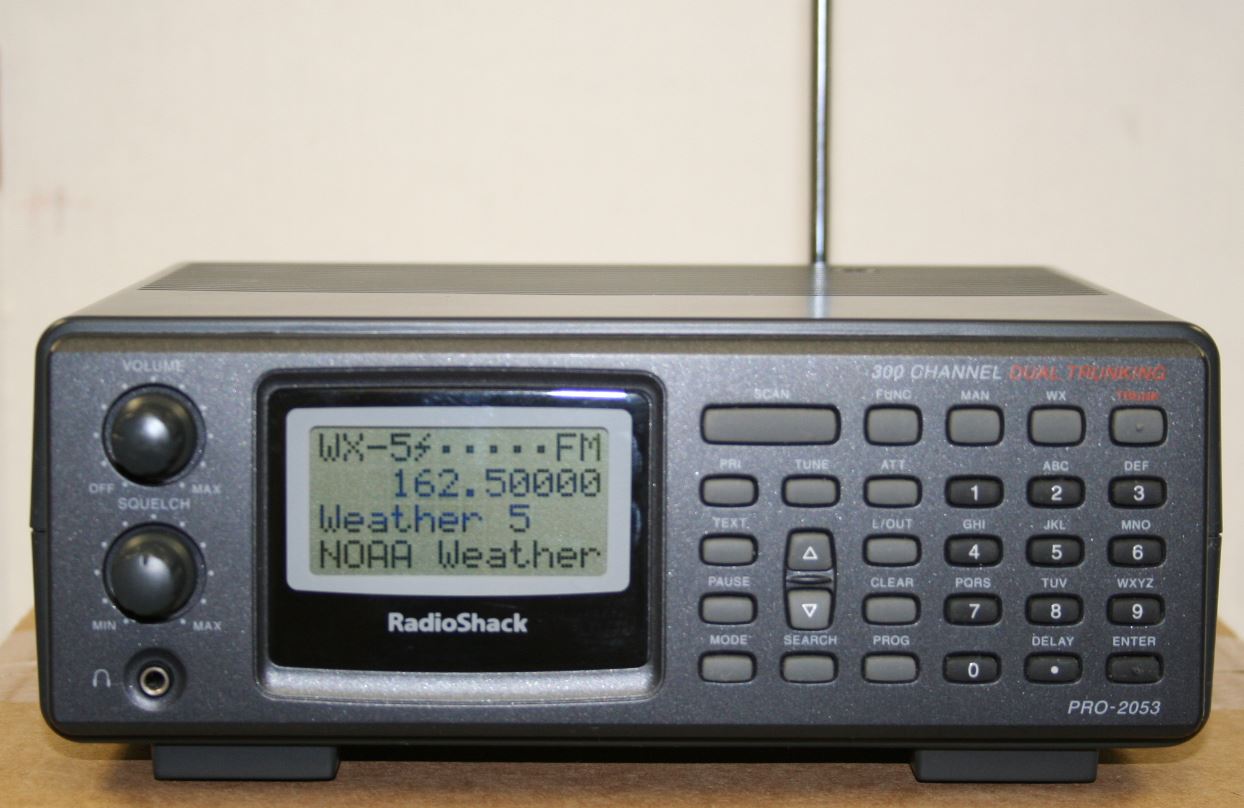 VOLUME
OFF MAX
SQUELCH
MIN MAX
WX-5 FM
162.50000
Weather 5
NOAA Weather
RadioShack
300 CHANNEL DUAL TRUNKING
SCAN FUNC MAN WX TRUNK
PRI TUNE ATT ABC DEF
1 2 3
TEXT L/OUT GHI JKL MNO
4 5 6
PAUSE CLEAR PQRS TUV WXYZ
7 8 9
MODE SEARCH PROG DELAY ENTER
0 •
PRO-2053